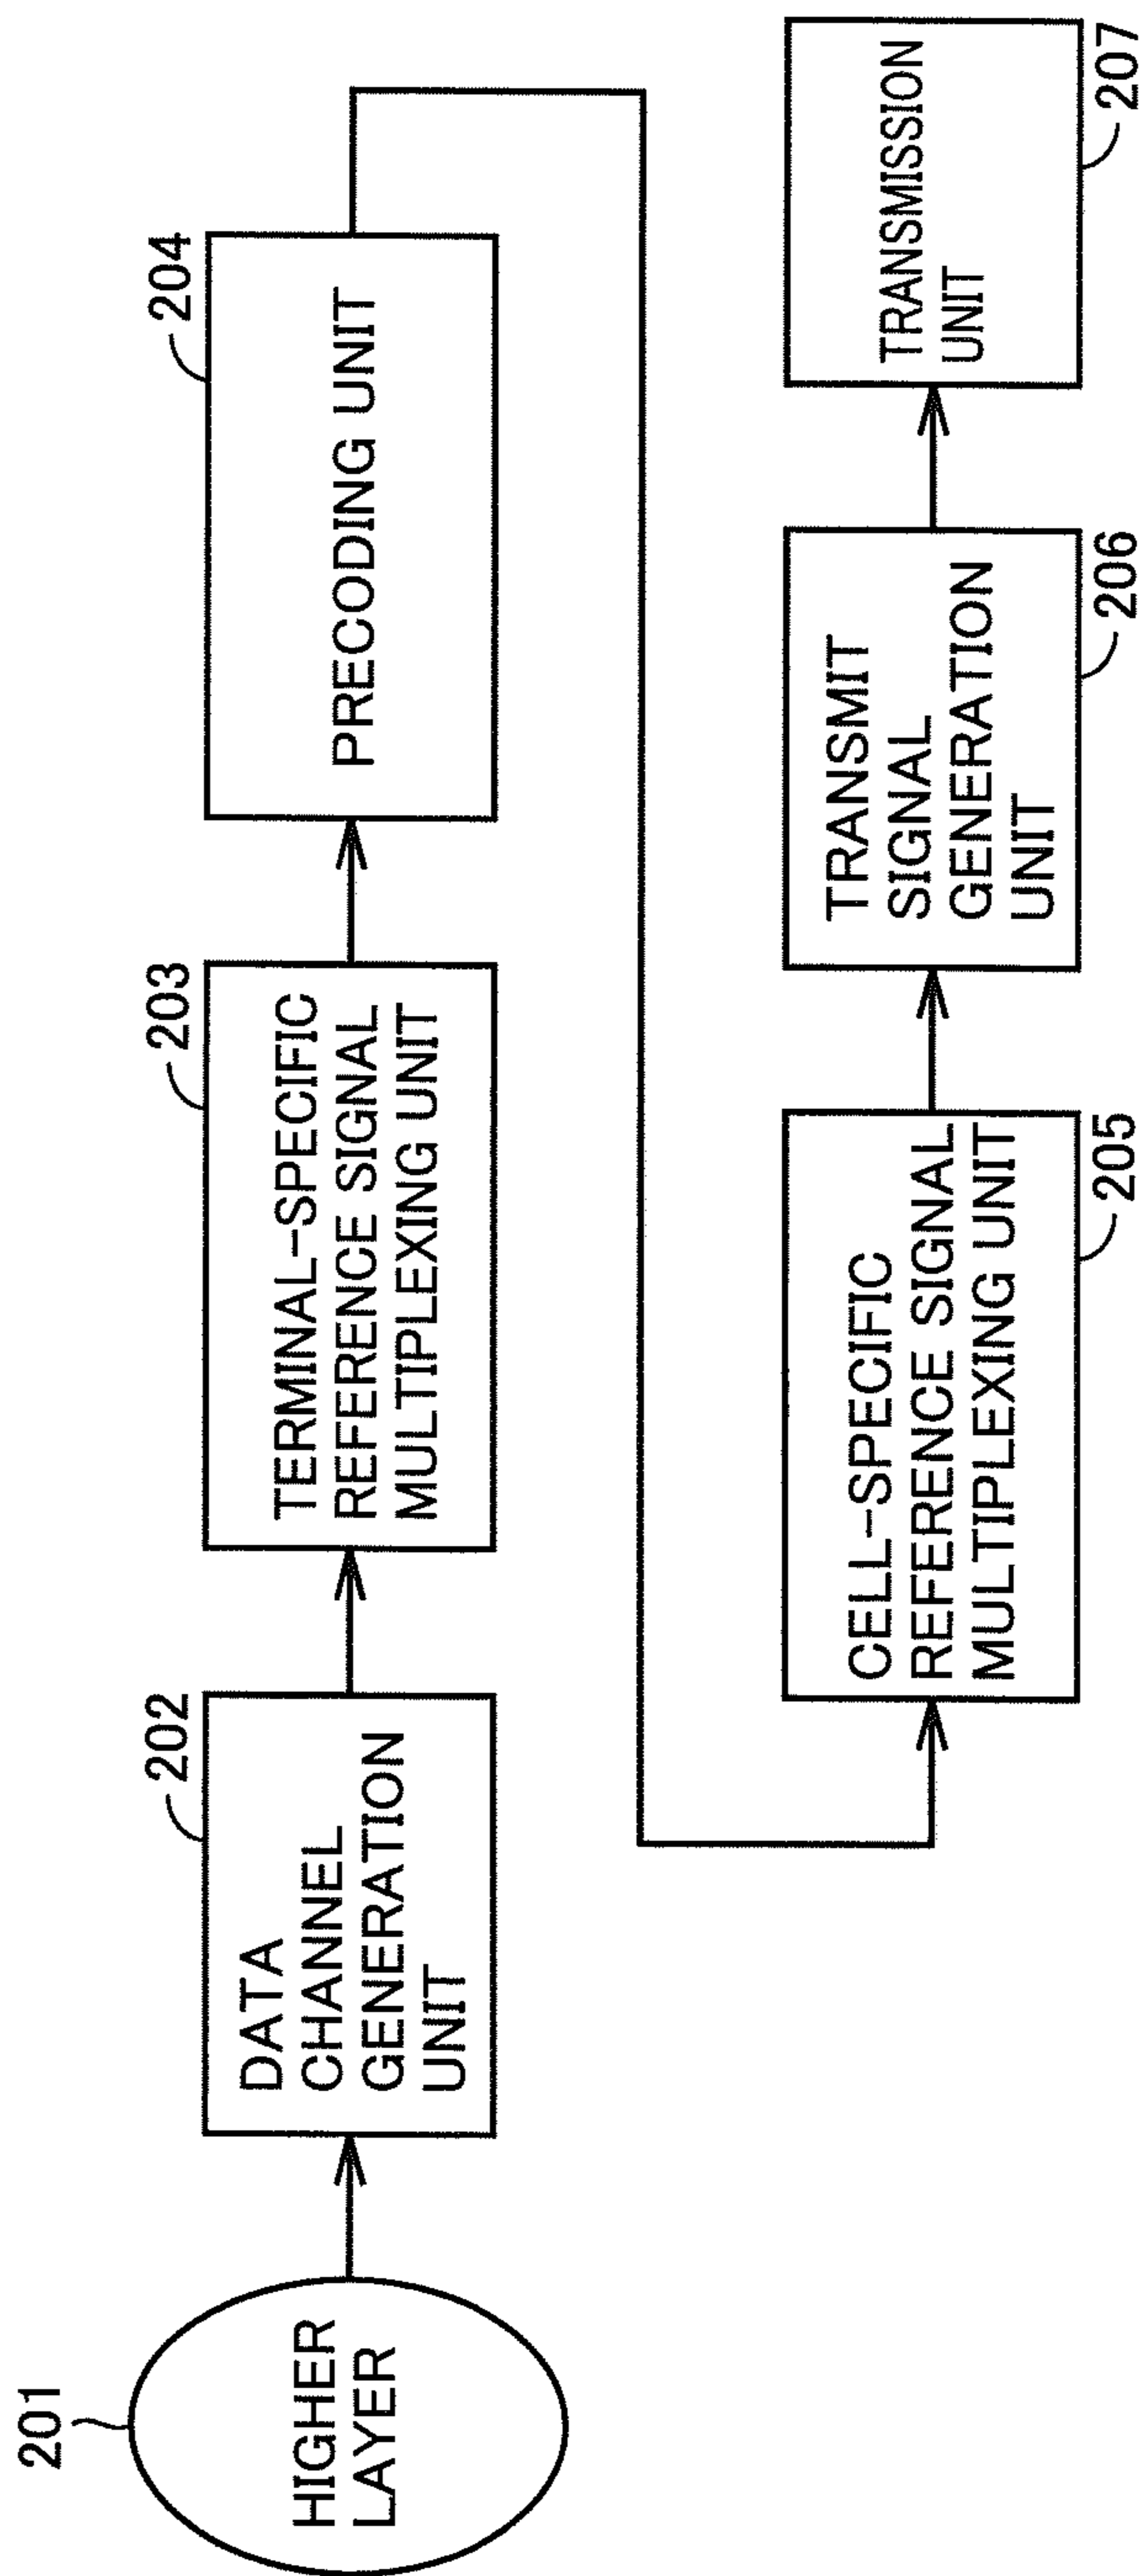 201
HIGHER
LAYER
202
DATA
CHANNEL
GENERATION
UNIT
203
TERMINAL-SPECIFIC
REFERENCE SIGNAL
MULTIPLEXING UNIT
204
PRECODING UNIT
CELL-SPECIFIC
REFERENCE SIGNAL
MULTIPLEXING UNIT
205
TRANSMIT
SIGNAL
GENERATION
UNIT
206
TRANSMISSION
UNIT
207